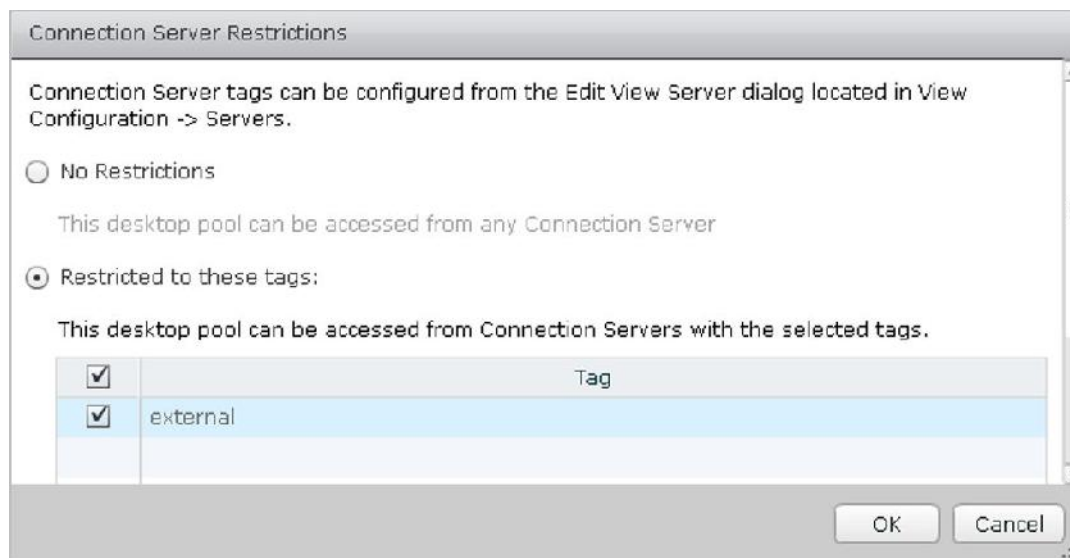 Connection Server Restrictions
Connection Server tags can be configured from the Edit View Server dialog located in View
Configuration -> Servers.
No Restrictions
This desktop pool can be accessed from any Connection Server
Restricted to these tags:
This desktop pool can be accessed from Connection Servers with the selected tags.
Tag
external
OK Cancel